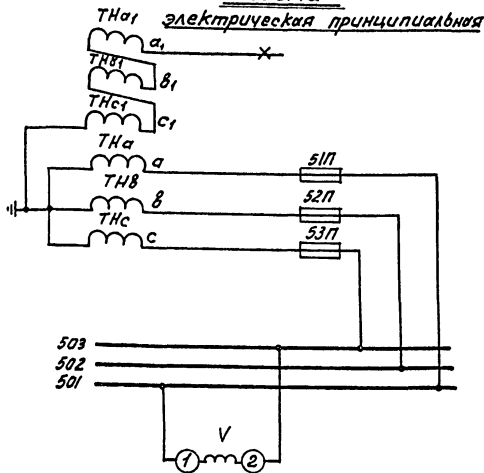 электрическая принципиальная
ТНа1
а1
ТНв1
в1
ТНс1
с1
ТНа
а
51П
ТНв
в
52П
ТНс
с
53П
503
502
501
V
1
2